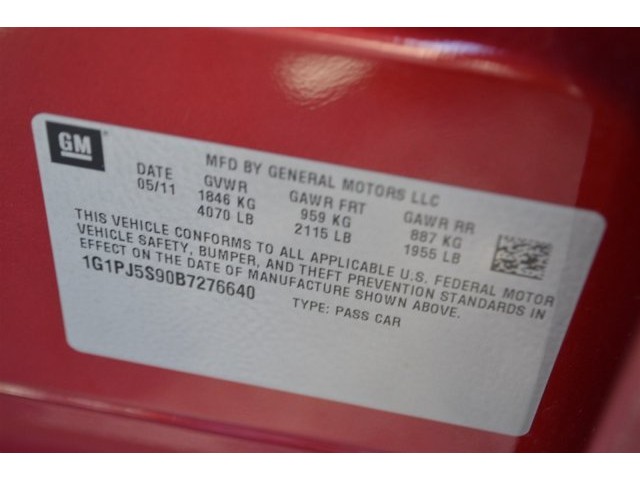 GM
MFD BY GENERAL MOTORS LLC
DATE GVWR GAWR FRT GAWR RR
05/11 1846 KG 959 KG 887 KG
4070 LB 2115 LB 1955 LB
THIS VEHICLE CONFORMS TO ALL APPLICABLE U.S. FEDERAL MOTOR
VEHICLE SAFETY, BUMPER, AND THEFT PREVENTION STANDARDS IN
EFFECT ON THE DATE OF MANUFACTURE SHOWN ABOVE.
1G1PJ5S90B7276640 TYPE: PASS CAR